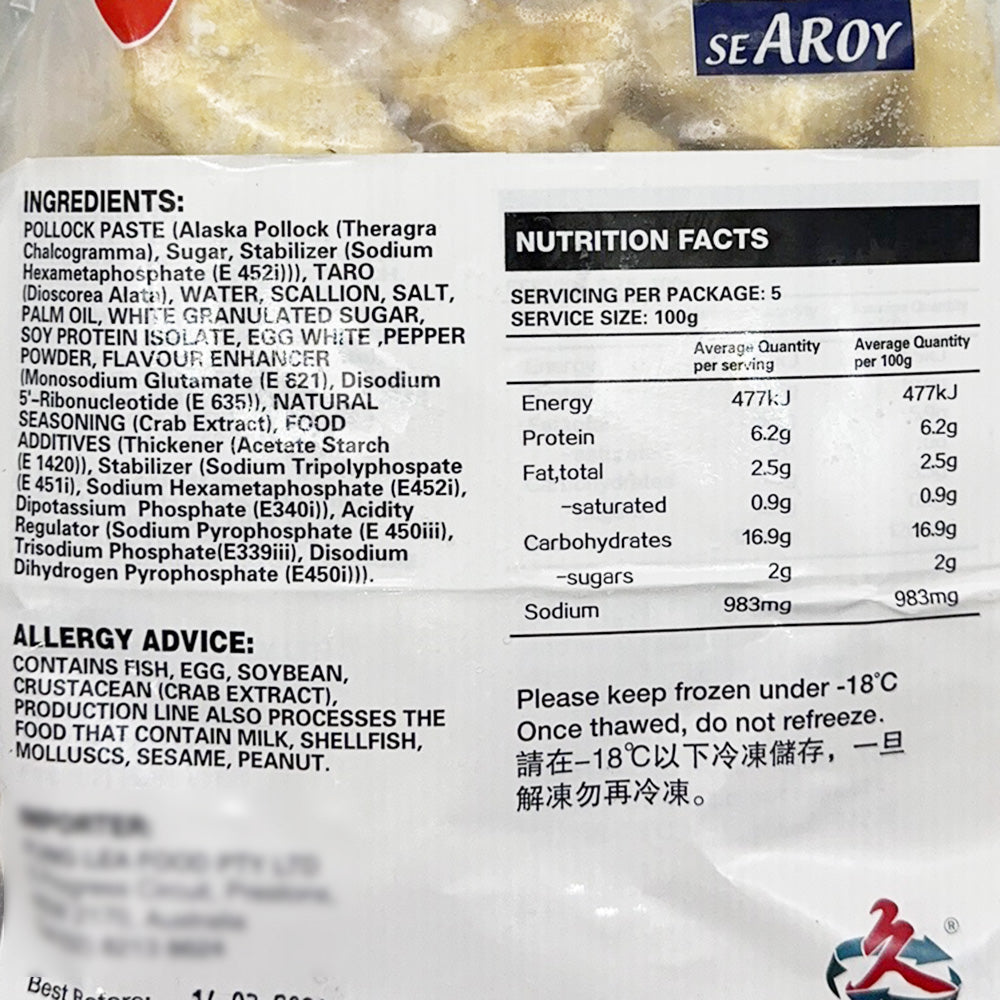 SE AROY
INGREDIENTS:
POLLOCK PASTE (Alaska Pollock (Theragra
Chalcogramma), Sugar, Stabilizer (Sodium
Hexametaphosphate (E 452i))), TARO
(Dioscorea Alata), WATER, SCALLION, SALT,
PALM OIL, WHITE GRANULATED SUGAR,
SOY PROTEIN ISOLATE, EGG WHITE ,PEPPER
POWDER, FLAVOUR ENHANCER
(Monosodium Glutamate (E 621), Disodium
5'-Ribonucleotide (E 635)), NATURAL
SEASONING (Crab Extract), FOOD
ADDITIVES (Thickener (Acetate Starch
(E 1420)), Stabilizer (Sodium Tripolyphospate
(E 451i), Sodium Hexametaphosphate (E452i),
Dipotassium Phosphate (E340i)), Acidity
Regulator (Sodium Pyrophosphate (E 450iii),
Trisodium Phosphate(E339iii), Disodium
Dihydrogen Pyrophosphate (E450i))).
ALLERGY ADVICE:
CONTAINS FISH, EGG, SOYBEAN,
CRUSTACEAN (CRAB EXTRACT),
PRODUCTION LINE ALSO PROCESSES THE
FOOD THAT CONTAIN MILK, SHELLFISH,
MOLLUSCS, SESAME, PEANUT.
Best
NUTRITION FACTS
SERVICING PER PACKAGE: 5
SERVICE SIZE: 100g
Average Quantity per serving Average Quantity per 100g
Energy 477kJ 477kJ
Protein 6.2g 6.2g
Fat,total 2.5g 2.5g
-saturated 0.9g 0.9g
Carbohydrates 16.9g 16.9g
-sugars 2g 2g
Sodium 983mg 983mg
Please keep frozen under -18℃
Once thawed, do not refreeze.
請在-18℃以下冷凍儲存，一旦
解凍勿再冷凍。
久 ®